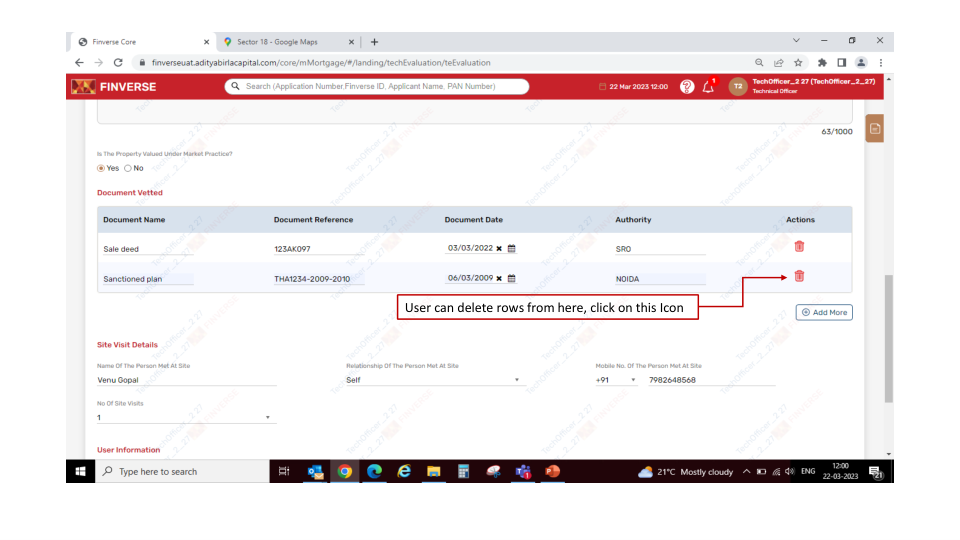 Finverse Core
Sector 18 - Google Maps
finverseuat.adityabirlacapital.com/core/mMortgage/#/landing/techEvaluation/teEvaluation
FINVERSE
Search (Application Number,Finverse ID, Applicant Name, PAN Number)
22 Mar 2023 12:00
T2
TechOfficer_2 27 (TechOfficer_2_27)
Technical Officer
63/1000
Is The Property Valued Under Market Practice?
Yes No
Document Vetted
Document Name Document Reference Document Date Authority Actions
Sale deed 123AK097 03/03/2022 SRO
Sanctioned plan THA1234-2009-2010 06/03/2009 NOIDA
User can delete rows from here, click on this Icon
Add More
Site Visit Details
Name Of The Person Met At Site Relationship Of The Person Met At Site Mobile No. Of The Person Met At Site
Venu Gopal Self +91 7982648568
No Of Site Visits
1
User Information
Type here to search
21°C Mostly cloudy
ENG
12:00
22-03-2023
21